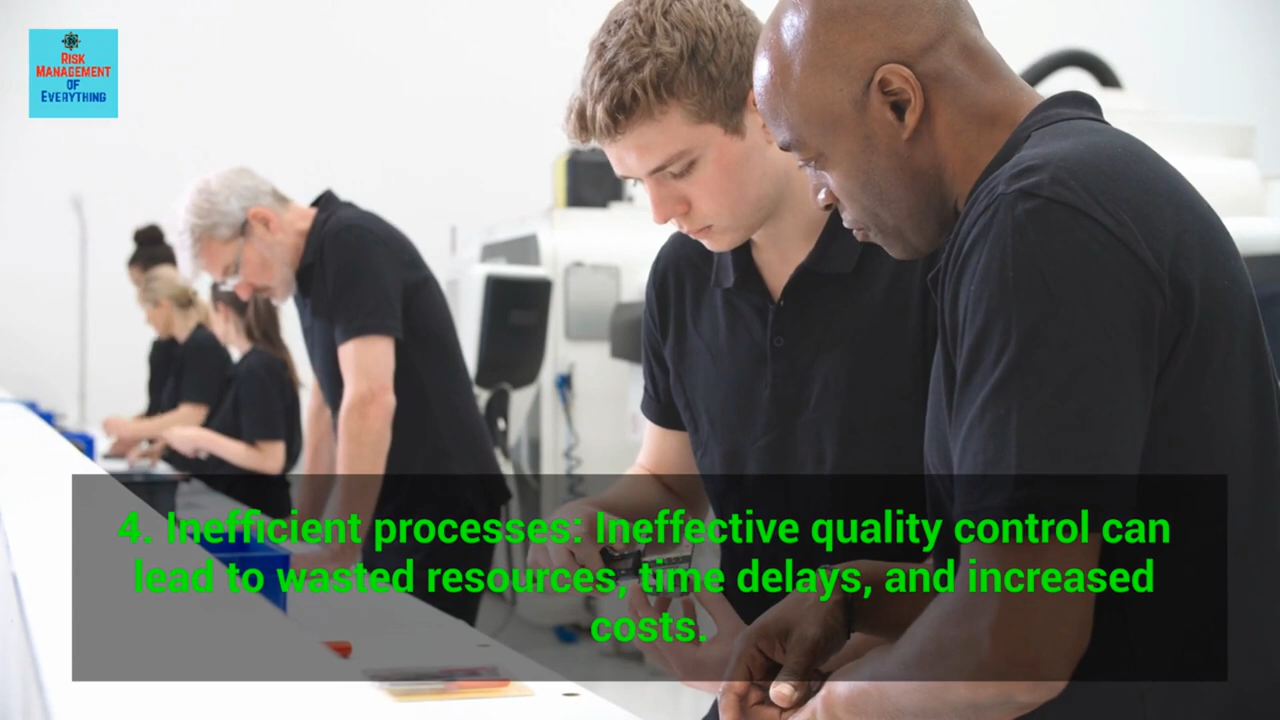 RISK
MANAGEMENT
OF
EVERYTHING
4. Inefficient processes: Ineffective quality control can
lead to wasted resources, time delays, and increased
costs.